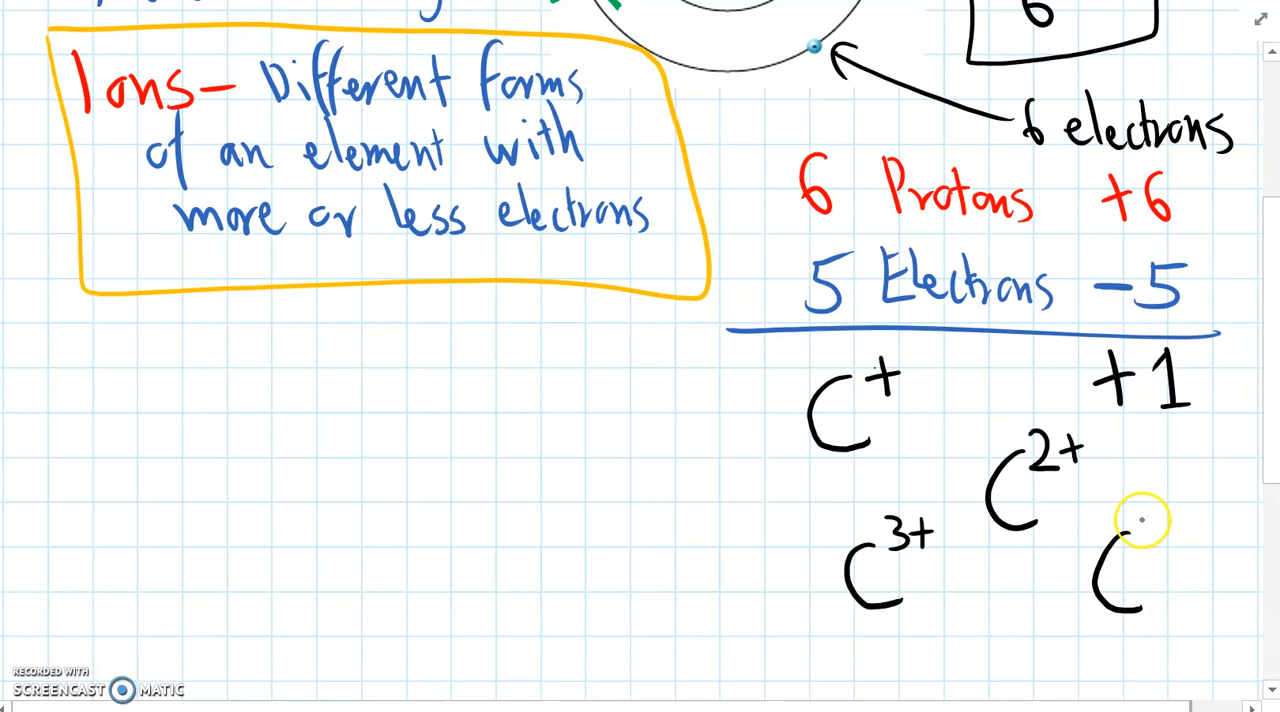 6
Ions- Different forms
of an element with
more or less electrons
6 electrons
6 Protons +6
5 Electrons -5
C+ +1
C2+
C3+ C
RECORDED WITH
SCREENCAST MATIC